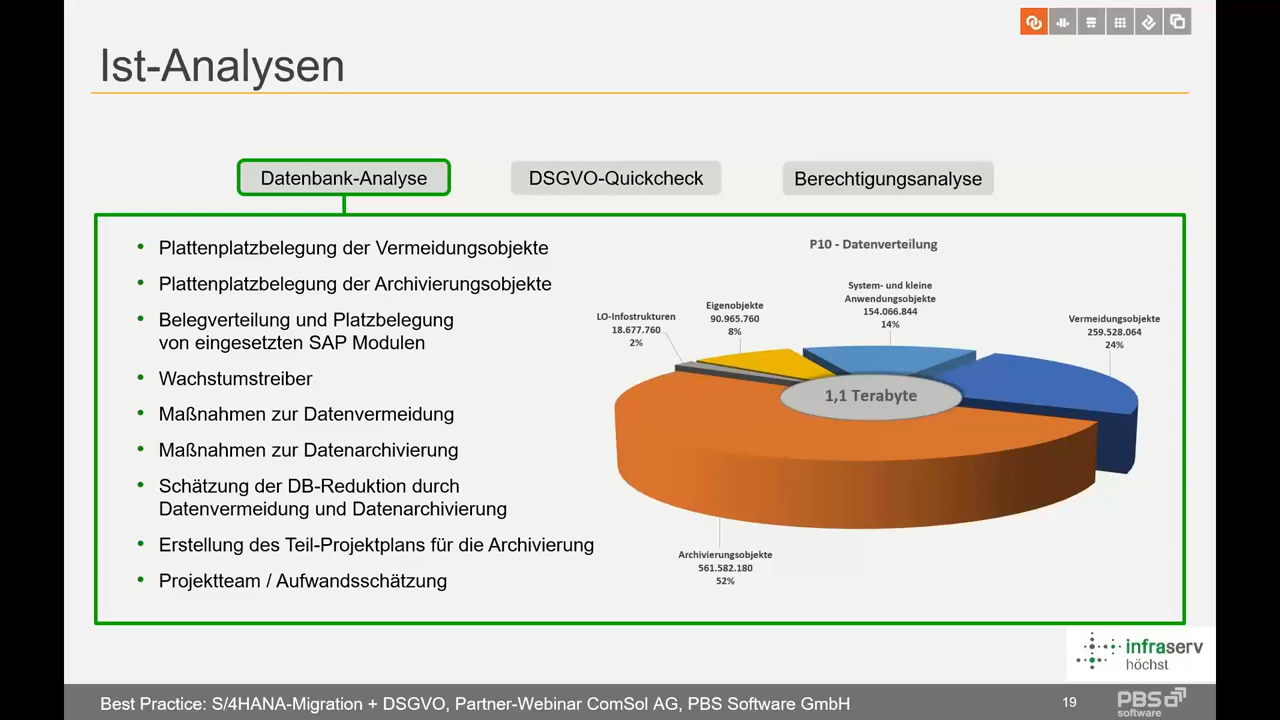 Ist-Analysen
Datenbank-Analyse
DSGVO-Quickcheck
Berechtigungsanalyse
• Plattenplatzbelegung der Vermeidungsobjekte
• Plattenplatzbelegung der Archivierungsobjekte
• Belegverteilung und Platzbelegung
von eingesetzten SAP Modulen
• Wachstumstreiber
• Maßnahmen zur Datenvermeidung
• Maßnahmen zur Datenarchivierung
• Schätzung der DB-Reduktion durch
Datenvermeidung und Datenarchivierung
• Erstellung des Teil-Projektplans für die Archivierung
• Projektteam / Aufwandsschätzung
P10 - Datenverteilung
LO-Infostrukturen
18.677.760
2%
Eigenobjekte
90.965.760
8%
System- und kleine
Anwendungsobjekte
154.066.844
14%
Vermeidungsobjekte
259.528.064
24%
1,1 Terabyte
Archivierungsobjekte
561.582.180
52%
infraserv
höchst
Best Practice: S/4HANA-Migration + DSGVO, Partner-Webinar ComSol AG, PBS Software GmbH
19
PBS
software